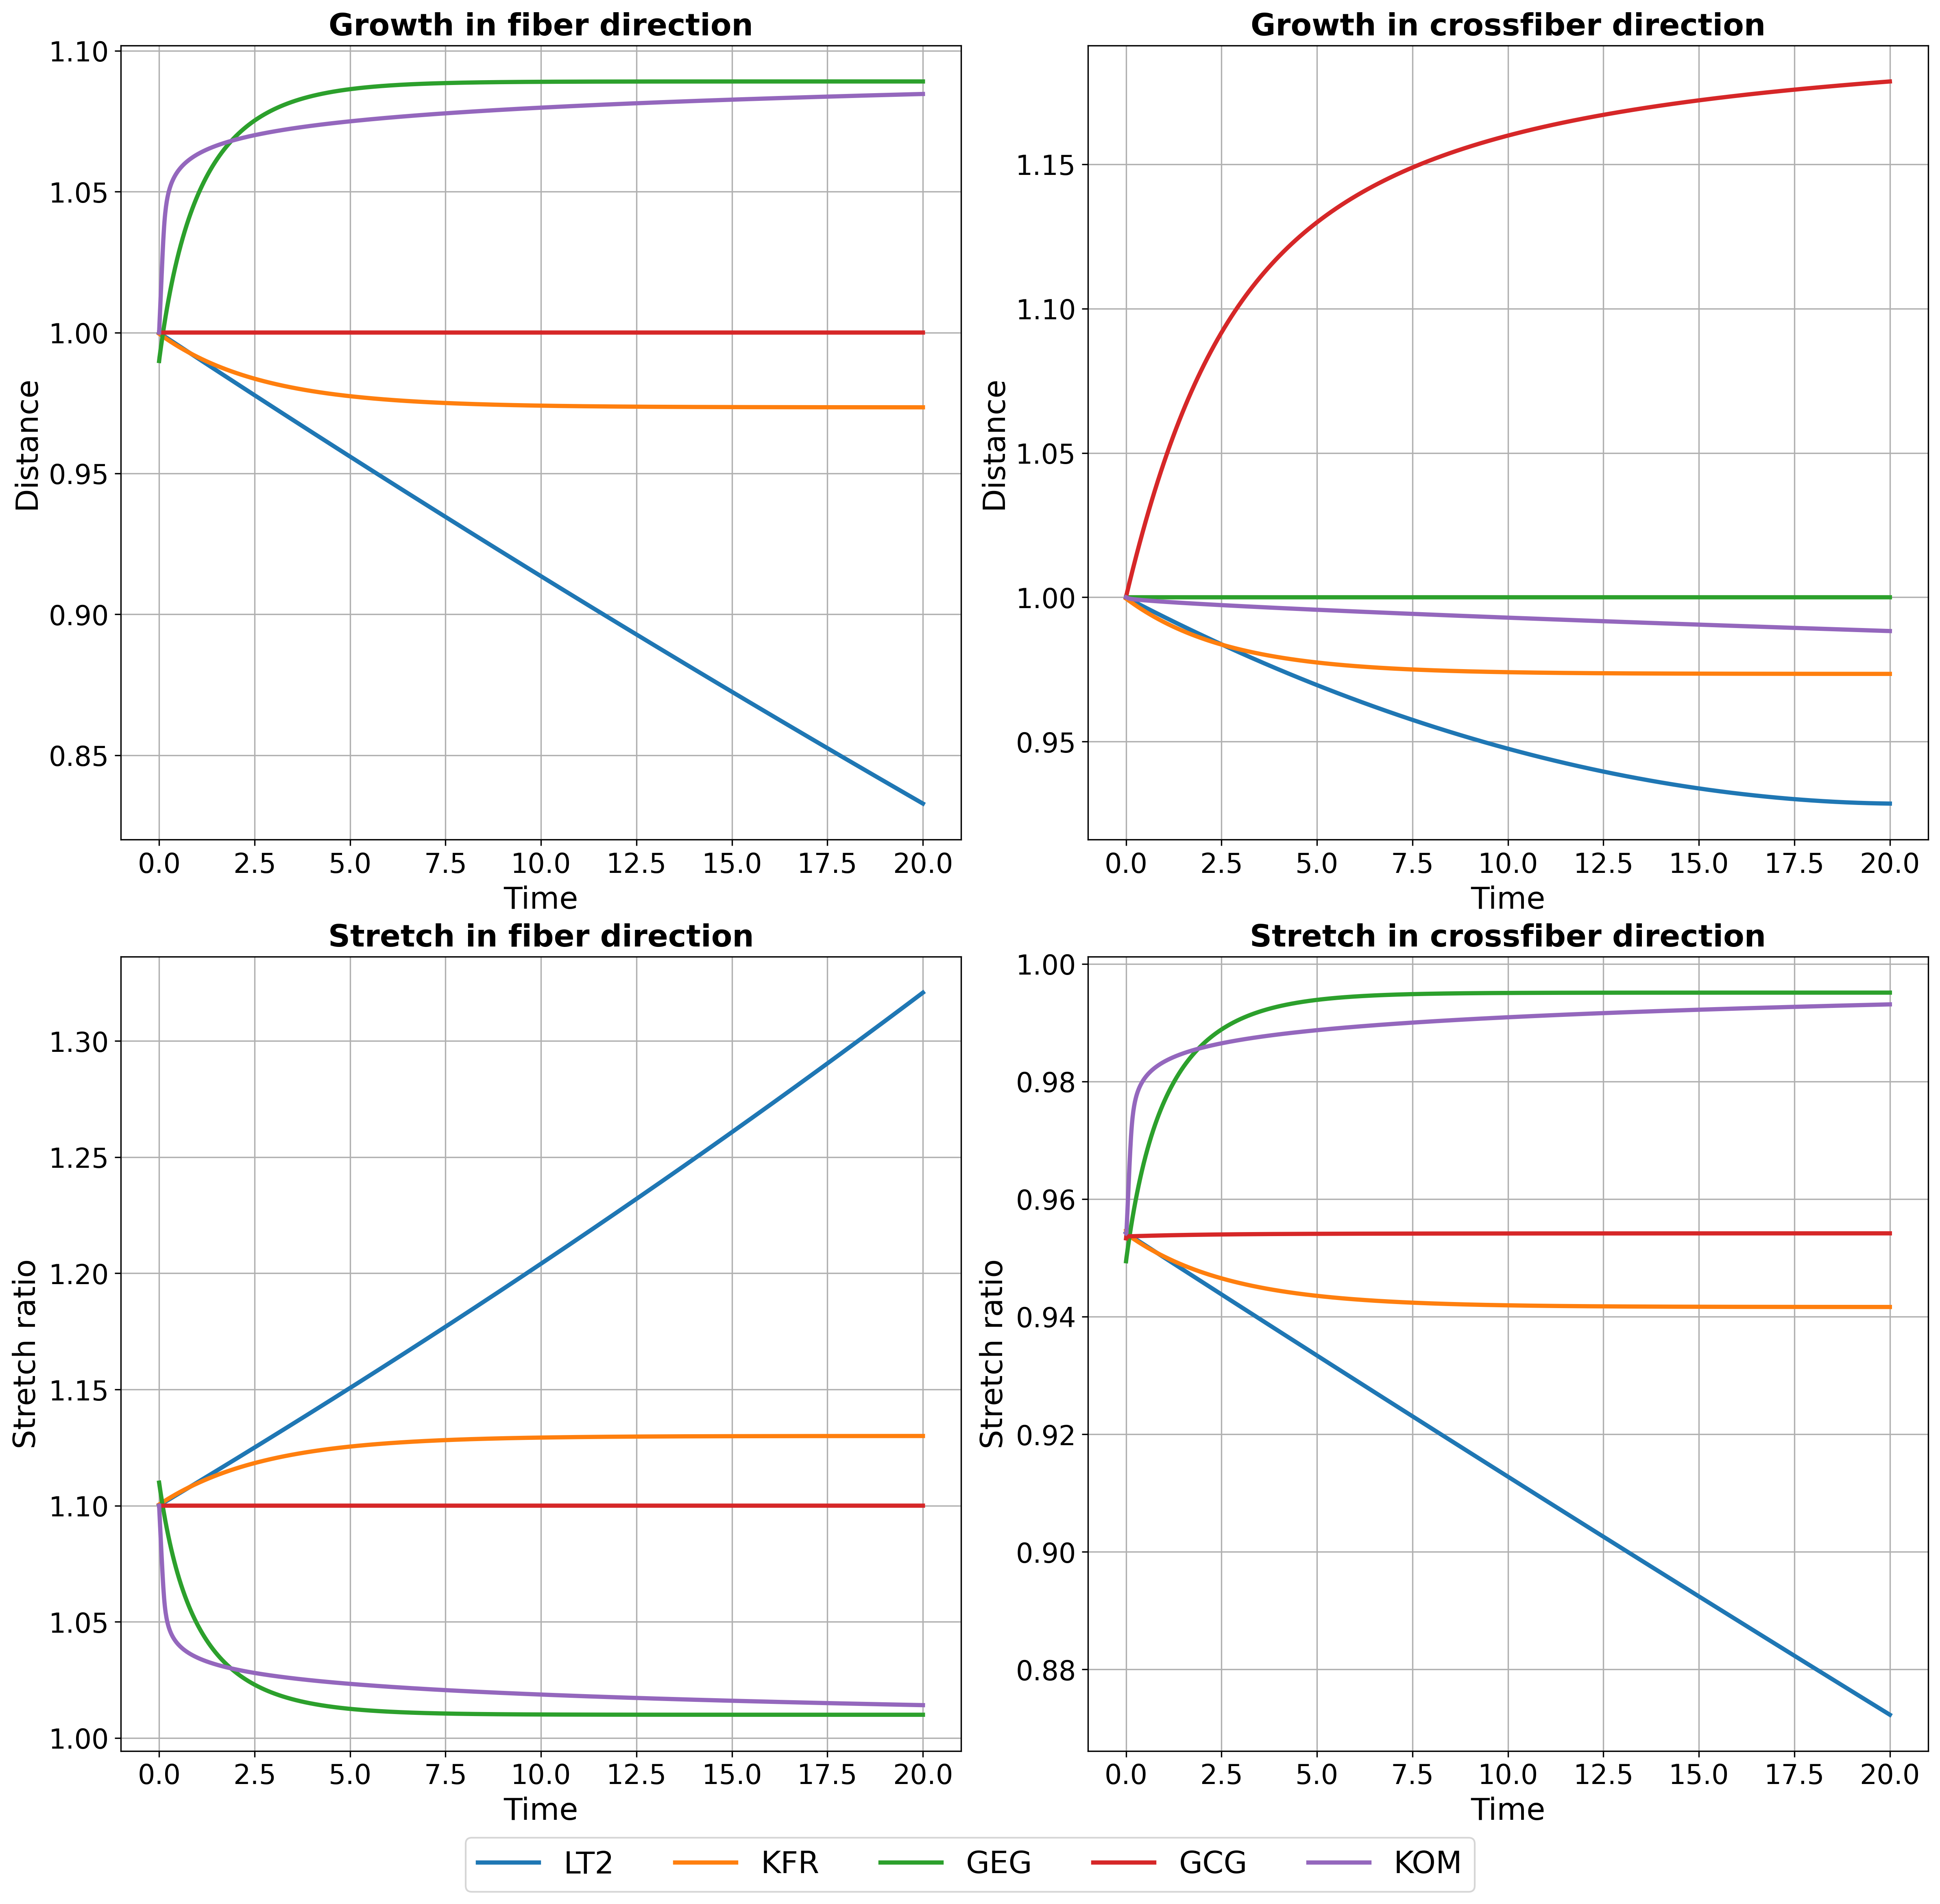 Growth in fiber direction
1.10
1.05
1.00
0.95
0.90
0.85
Distance
0.0 2.5 5.0 7.5 10.0 12.5 15.0 17.5 20.0
Time
Growth in crossfiber direction
1.15
1.10
1.05
1.00
0.95
Distance
0.0 2.5 5.0 7.5 10.0 12.5 15.0 17.5 20.0
Time
Stretch in fiber direction
1.30
1.25
1.20
1.15
1.10
1.05
1.00
Stretch ratio
0.0 2.5 5.0 7.5 10.0 12.5 15.0 17.5 20.0
Time
Stretch in crossfiber direction
1.00
0.98
0.96
0.94
0.92
0.90
0.88
Stretch ratio
0.0 2.5 5.0 7.5 10.0 12.5 15.0 17.5 20.0
Time
LT2 KFR GEG GCG KOM